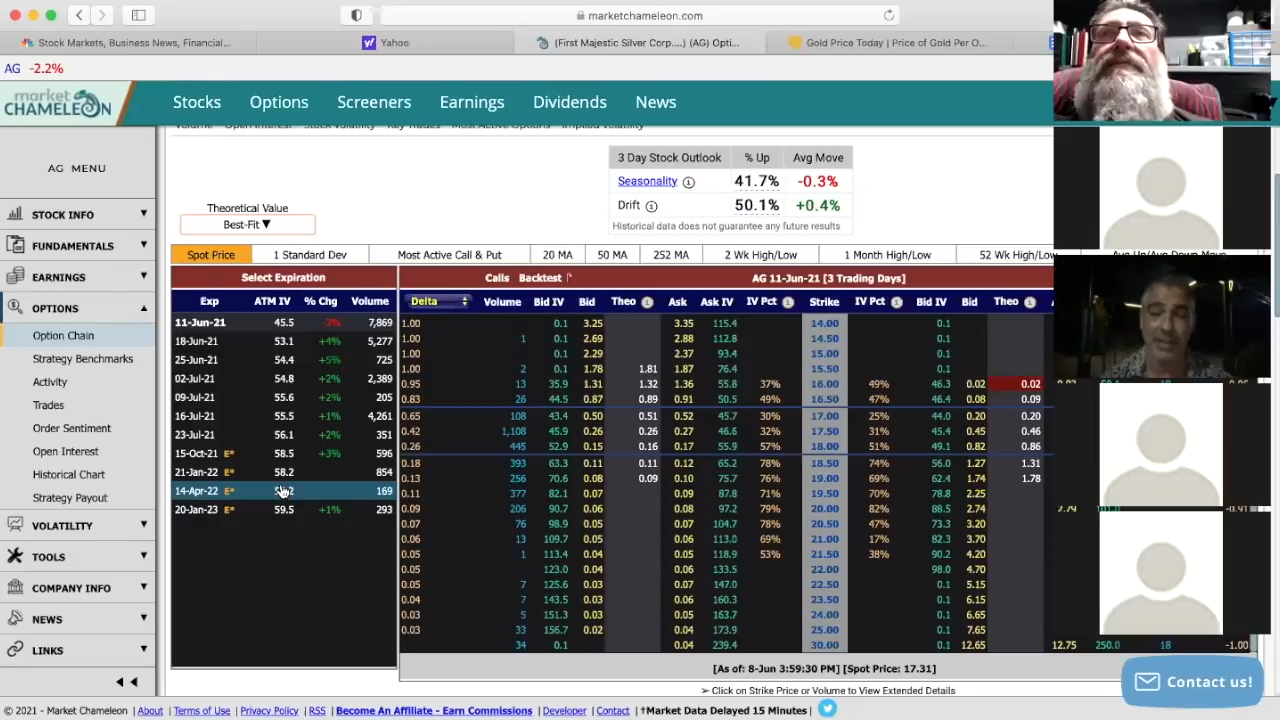 marketchameleon.com
Stock Markets, Business News, Financial...
Yahoo
(First Majestic Silver Corp....) (AG) Opti...
Gold Price Today | Price of Gold Per O...
AG -2.2%
market CHAMELEON
Stocks Options Screeners Earnings Dividends News
Volume Open Interest Stock Volatility Key Trades Most Active Options Implied Volatility
AG MENU
STOCK INFO
FUNDAMENTALS
EARNINGS
OPTIONS
Option Chain
Strategy Benchmarks
Activity
Trades
Order Sentiment
Open Interest
Historical Chart
Strategy Payout
VOLATILITY
TOOLS
COMPANY INFO
NEWS
LINKS
3 Day Stock Outlook % Up Avg Move
Seasonality 41.7% -0.3%
Drift 50.1% +0.4%
Historical data does not guarantee any future results
Theoretical Value
Best-Fit ▼
Spot Price 1 Standard Dev Most Active Call & Put 20 MA 50 MA 252 MA 2 Wk High/Low 1 Month High/Low 52 Wk High/Low Avg Up/Avg Down Move
Select Expiration
Exp ATM IV % Chg Volume
11-Jun-21 45.5 -3% 7,869
18-Jun-21 53.1 +4% 5,277
25-Jun-21 54.4 +5% 725
02-Jul-21 54.8 +2% 2,389
09-Jul-21 55.6 +2% 205
16-Jul-21 55.5 +1% 4,261
23-Jul-21 56.1 +2% 351
15-Oct-21 E* 58.5 +3% 596
21-Jan-22 E* 58.2 854
14-Apr-22 E* 169
20-Jan-23 E* 59.5 +1% 293
Calls Backtest AG 11-Jun-21 [3 Trading Days]
Delta Volume Bid IV Bid Theo Ask Ask IV IV Pct Strike IV Pct Bid IV Bid Theo
1.00 0.1 3.25 3.35 115.4 14.00 0.1
1.00 1 0.1 2.69 2.88 112.8 14.50 0.1
1.00 0.1 2.29 2.37 93.4 15.00 0.1
1.00 2 0.1 1.78 1.81 1.87 76.4 15.50 0.1
0.95 13 35.9 1.31 1.32 1.36 55.8 37% 16.00 49% 46.3 0.02 0.02
0.83 26 44.5 0.87 0.89 0.91 50.5 49% 16.50 47% 46.4 0.08 0.09
0.65 108 43.4 0.50 0.51 0.52 45.7 30% 17.00 25% 44.0 0.20 0.20
0.42 1,108 45.9 0.26 0.26 0.27 46.6 32% 17.50 31% 45.4 0.45 0.46
0.26 445 52.9 0.15 0.16 0.17 55.9 57% 18.00 51% 49.1 0.82 0.86
0.18 393 63.3 0.11 0.11 0.12 65.2 78% 18.50 74% 56.0 1.27 1.31
0.13 256 70.6 0.08 0.09 0.10 75.7 76% 19.00 69% 62.4 1.74 1.78
0.11 377 82.1 0.07 0.09 87.8 71% 19.50 70% 78.8 2.25
0.09 206 90.7 0.06 0.08 97.2 79% 20.00 82% 88.5 2.74
0.07 76 98.9 0.05 0.07 104.7 78% 20.50 47% 73.3 3.20
0.06 13 109.7 0.05 0.06 113.0 69% 21.00 17% 82.3 3.70
0.05 1 113.4 0.04 0.05 118.9 53% 21.50 38% 90.2 4.20
0.05 123.0 0.04 0.06 133.5 22.00 98.0 4.70
0.05 7 125.6 0.03 0.07 147.0 22.50 0.1 5.15
0.04 7 143.5 0.03 0.06 160.3 23.50 0.1 6.15
0.03 5 151.3 0.03 0.05 163.7 24.00 0.1 6.65
0.03 33 156.7 0.02 0.04 173.9 25.00 0.1 7.65
34 0.1 0.04 239.4 30.00 0.1 12.65 12.75 250.0 18 -1.00
[As of: 8-Jun 3:59:30 PM] [Spot Price: 17.31]
➢ Click on Strike Price or Volume to View Extended Details
Contact us!
© 2021 - Market Chameleon | About | Terms of Use | Privacy Policy | RSS | Become An Affiliate - Earn Commissions | Developer | Contact | †Market Data Delayed 15 Minutes |